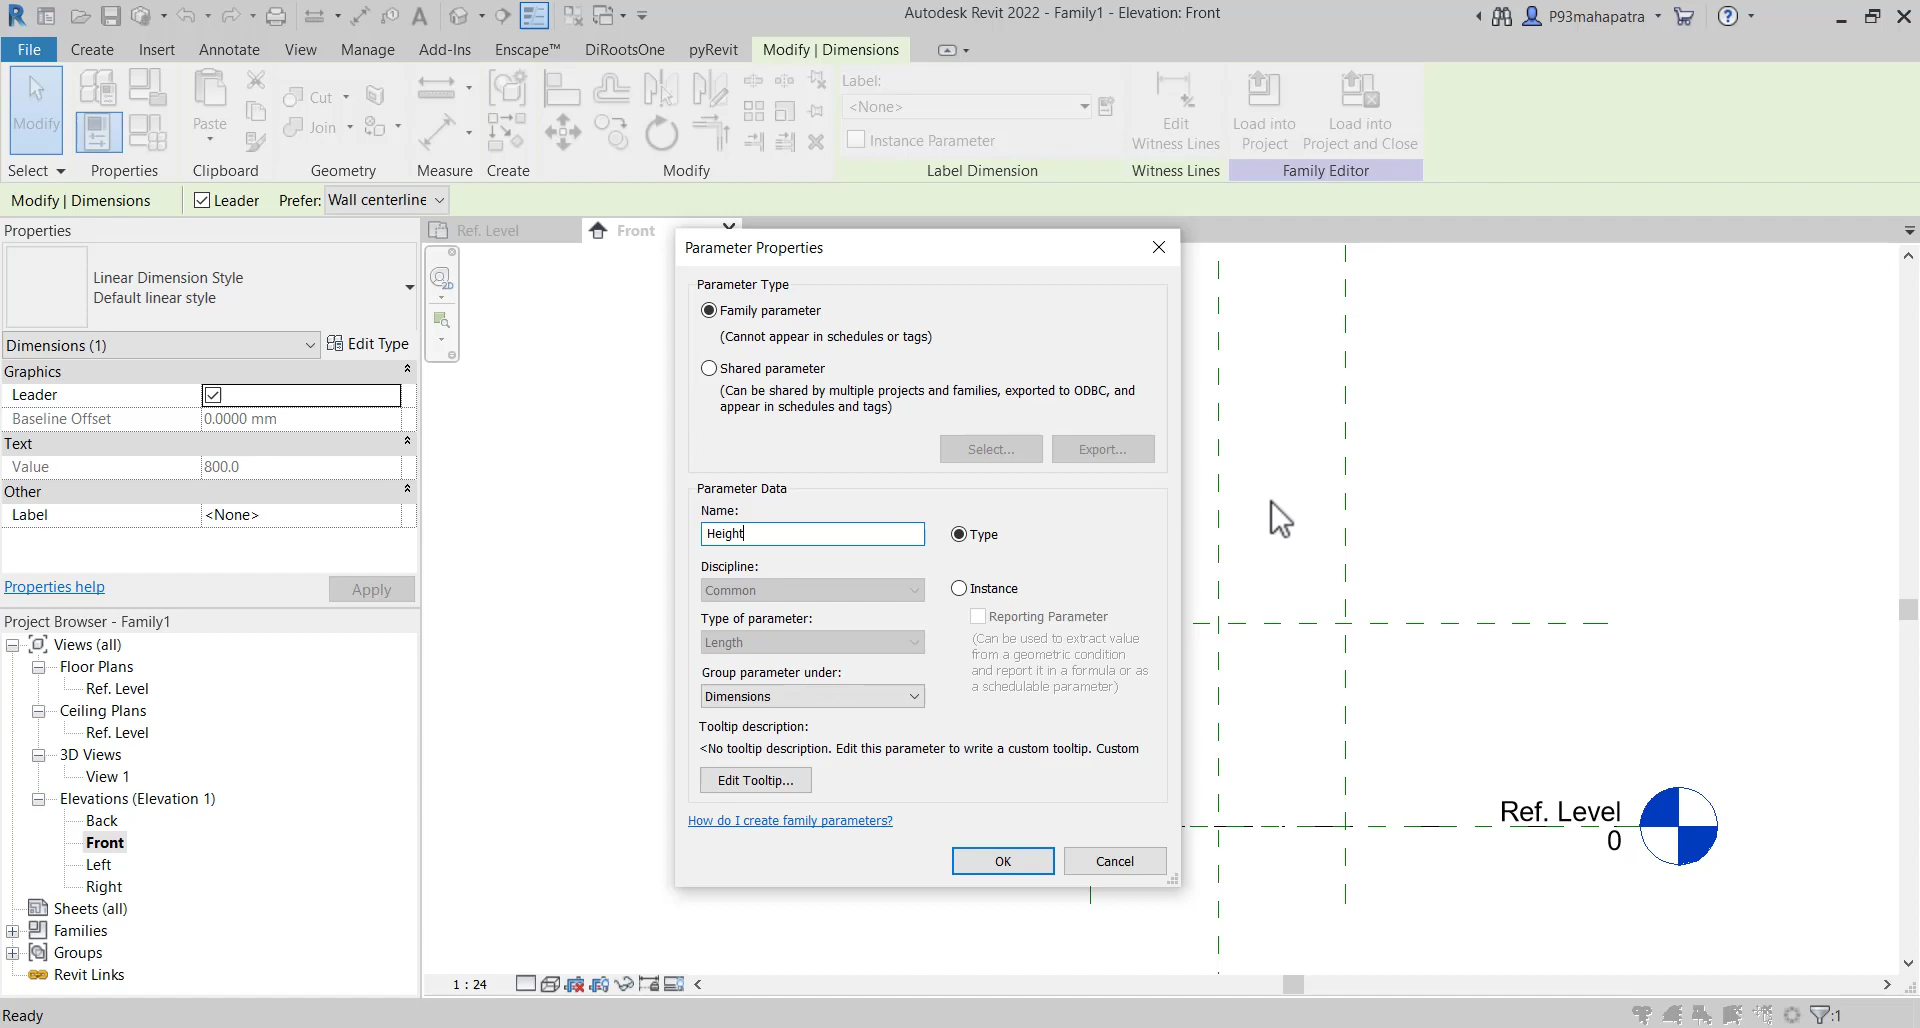 Autodesk Revit 2022 - Family1 - Elevation: Front
P93mahapatra
File Create Insert Annotate View Manage Add-Ins Enscape™ DiRootsOne pyRevit Modify | Dimensions
Modify
Paste
Cut
Join
Label:
<None>
Instance Parameter
Edit
Witness Lines
Load into
Project
Load into
Project and Close
Select Properties Clipboard Geometry Measure Create Modify Label Dimension Witness Lines Family Editor
Modify | Dimensions Leader Prefer: Wall centerline
Properties
Linear Dimension Style
Default linear style
Dimensions (1) Edit Type
Graphics
Leader
Baseline Offset 0.0000 mm
Text
Value 800.0
Other
Label <None>
Properties help Apply
Project Browser - Family1
Views (all)
Floor Plans
Ref. Level
Ceiling Plans
Ref. Level
3D Views
View 1
Elevations (Elevation 1)
Back
Front
Left
Right
Sheets (all)
Families
Groups
Revit Links
Ref. Level Front
2D
Parameter Properties
Parameter Type
Family parameter
(Cannot appear in schedules or tags)
Shared parameter
(Can be shared by multiple projects and families, exported to ODBC, and
appear in schedules and tags)
Select... Export...
Parameter Data
Name:
Height
Type
Discipline:
Common
Instance
Type of parameter:
Length
Reporting Parameter
(Can be used to extract value
from a geometric condition
and report it in a formula or as
a schedulable parameter)
Group parameter under:
Dimensions
Tooltip description:
<No tooltip description. Edit this parameter to write a custom tooltip. Custom
Edit Tooltip...
How do I create family parameters?
OK Cancel
Ref. Level
0
1 : 24
Ready
:1